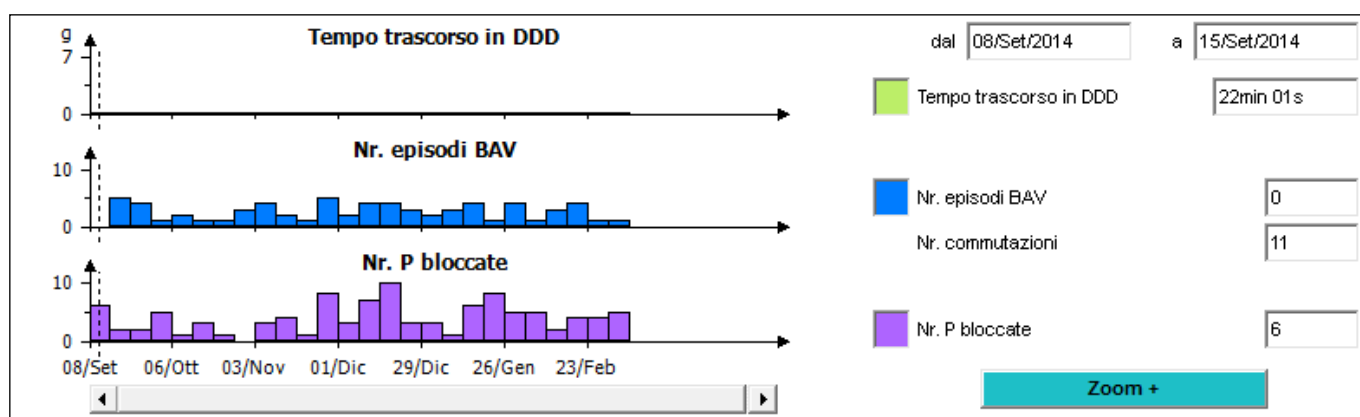 Tempo trascorso in DDD
g
7
0
Nr. episodi BAV
10
0
Nr. P bloccate
10
0
08/Set 06/Ott 03/Nov 01/Dic 29/Dic 26/Gen 23/Feb
dal 08/Set/2014 a 15/Set/2014
Tempo trascorso in DDD 22min 01s
Nr. episodi BAV 0
Nr. commutazioni 11
Nr. P bloccate 6
Zoom +